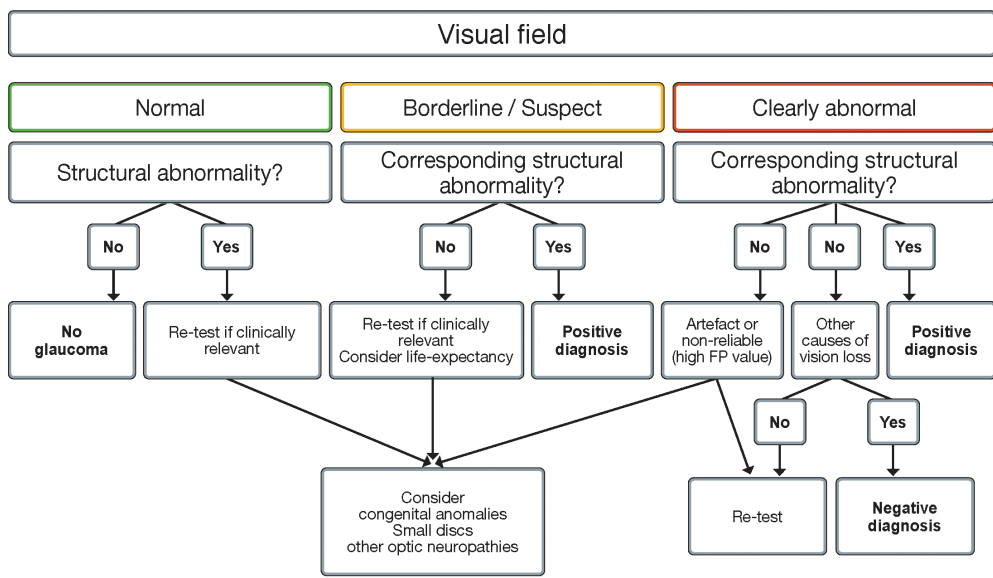 Visual field
Normal
Borderline / Suspect
Clearly abnormal
Structural abnormality?
Corresponding structural
abnormality?
Corresponding structural
abnormality?
No
Yes
No
Yes
No
No
Yes
No
glaucoma
Re-test if clinically
relevant
Re-test if clinically
relevant
Consider life-expectancy
Positive
diagnosis
Artefact or
non-reliable
(high FP value)
Other
causes of
vision loss
Positive
diagnosis
No
Yes
Consider
congenital anomalies
Small discs
other optic neuropathies
Re-test
Negative
diagnosis